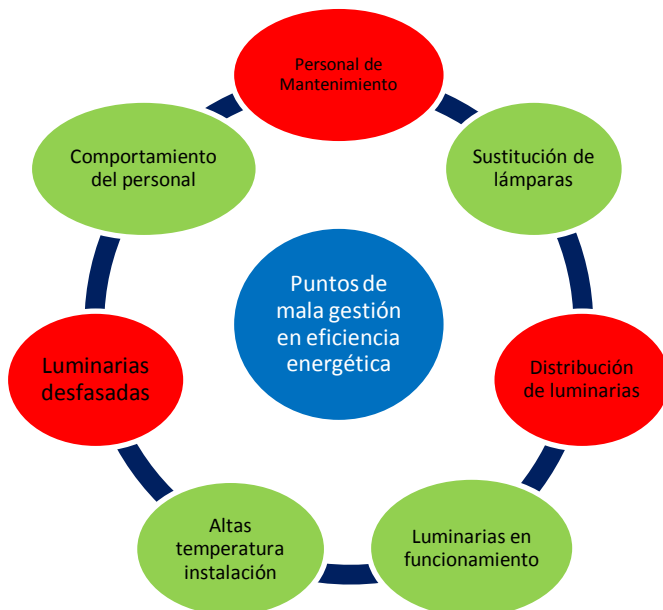 Personal de
Mantenimiento
Comportamiento
del personal
Sustitución de
lámparas
Puntos de
mala gestión
en eficiencia
energética
Luminarias
desfasadas
Distribución
de luminarias
Altas
temperatura
instalación
Luminarias en
funcionamiento